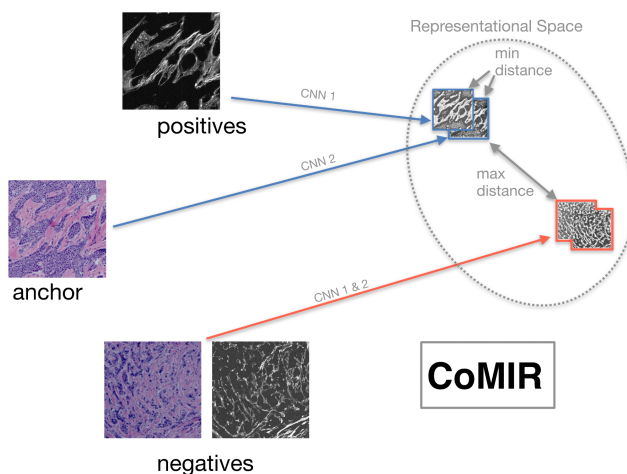 Representational Space
min
distance
CNN 1
positives
CNN 2
max
distance
anchor
CNN 1 & 2
CoMIR
negatives